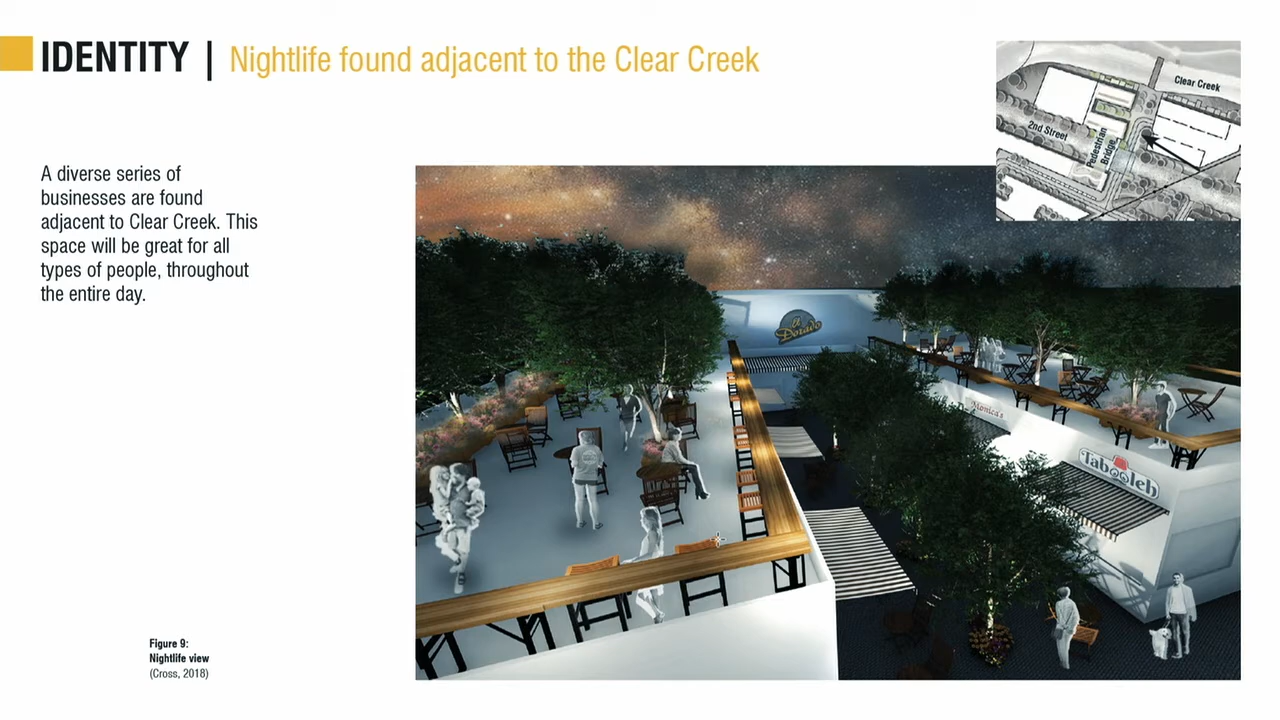 IDENTITY | Nightlife found adjacent to the Clear Creek
A diverse series of
businesses are found
adjacent to Clear Creek. This
space will be great for all
types of people, throughout
the entire day.
Clear Creek
2nd Street
Pedestrian
Bridge
El
Dorado
Monica's
Tabooleh
Figure 9:
Nightlife view
(Cross, 2018)